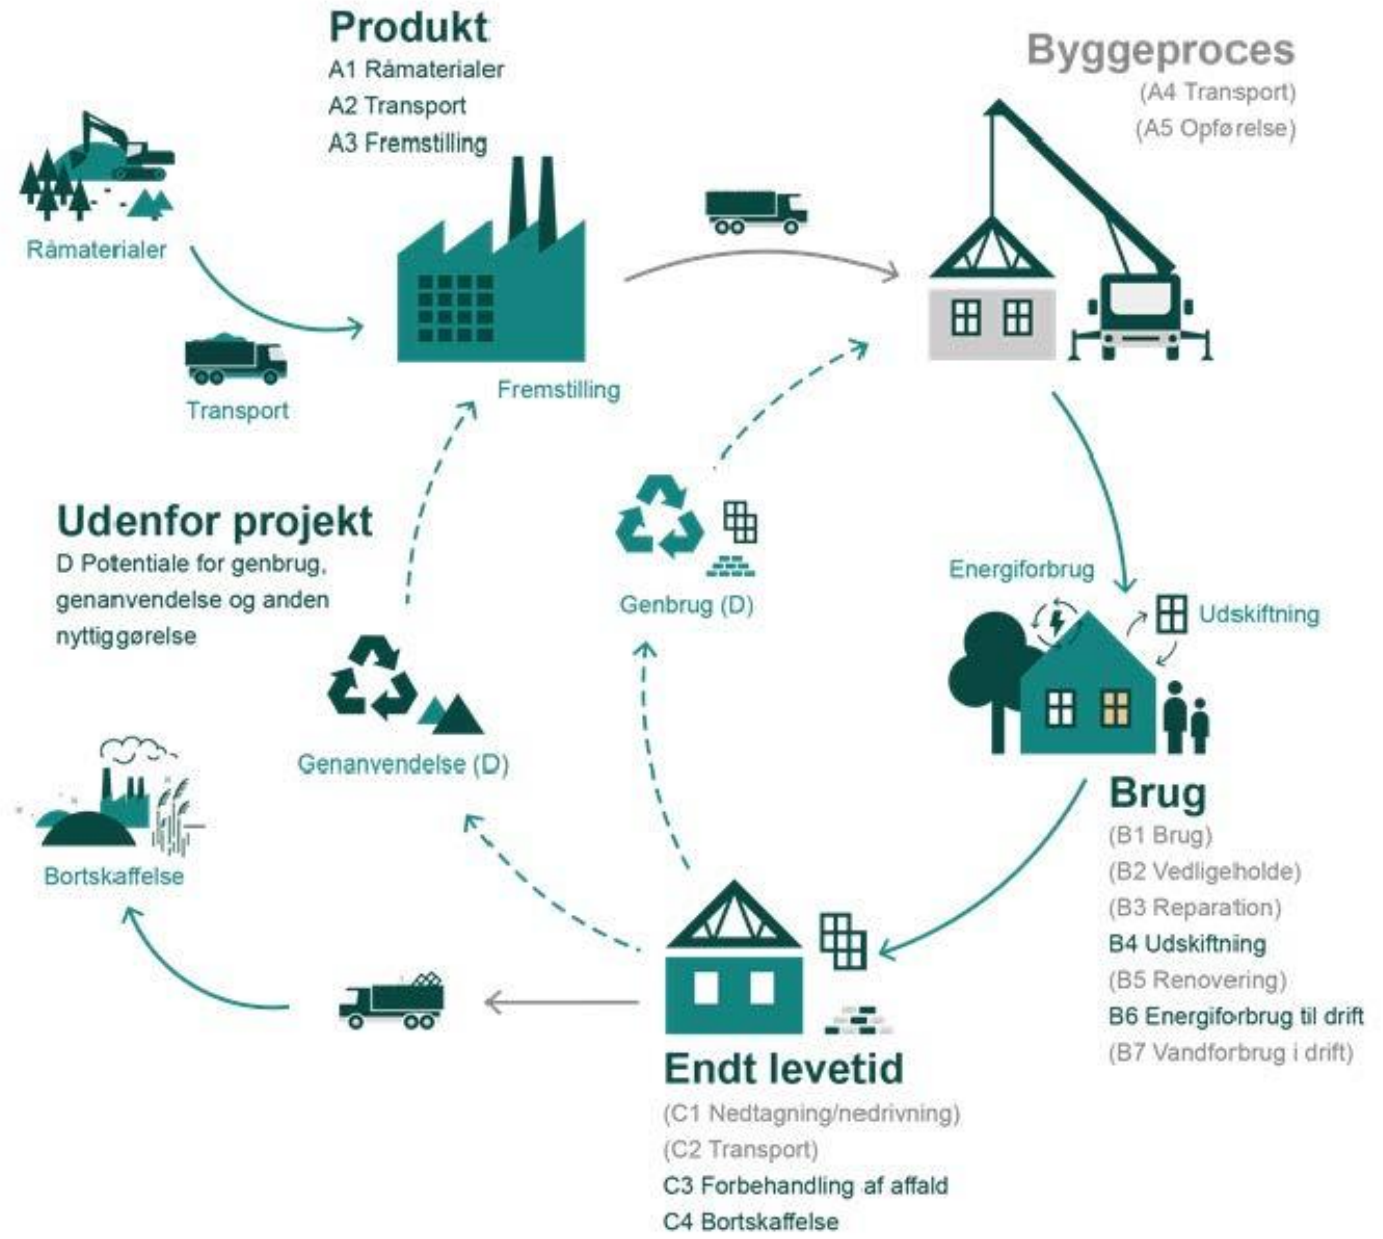 Produkt
A1 Råmaterialer
A2 Transport
A3 Fremstilling
Byggeproces
(A4 Transport)
(A5 Opførelse)
Råmaterialer
Transport
Fremstilling
Udenfor projekt
D Potentiale for genbrug,
genanvendelse og anden
nyttiggørelse
Genbrug (D)
Energiforbrug
Udskiftning
Genanvendelse (D)
Bortskaffelse
Brug
(B1 Brug)
(B2 Vedligeholde)
(B3 Reparation)
B4 Udskiftning
(B5 Renovering)
B6 Energiforbrug til drift
(B7 Vandforbrug i drift)
Endt levetid
(C1 Nedtagning/nedrivning)
(C2 Transport)
C3 Forbehandling af affald
C4 Bortskaffelse